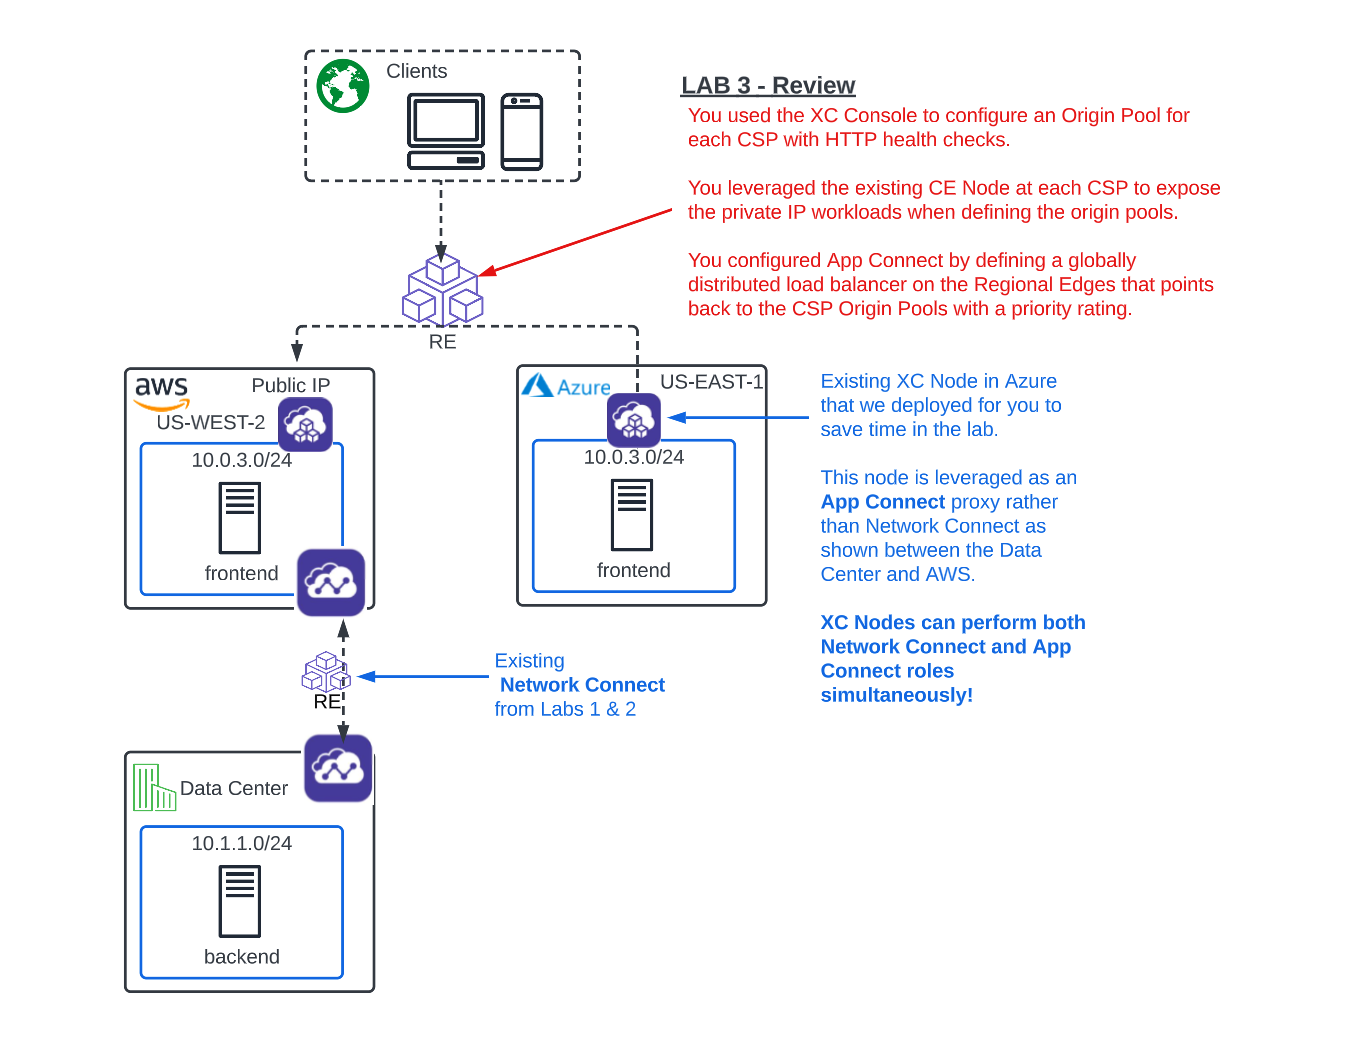 Clients
LAB 3 - Review
You used the XC Console to configure an Origin Pool for
each CSP with HTTP health checks.
You leveraged the existing CE Node at each CSP to expose
the private IP workloads when defining the origin pools.
You configured App Connect by defining a globally
distributed load balancer on the Regional Edges that points
back to the CSP Origin Pools with a priority rating.
RE
aws
Public IP
US-WEST-2
10.0.3.0/24
frontend
Azure
US-EAST-1
10.0.3.0/24
frontend
Existing XC Node in Azure
that we deployed for you to
save time in the lab.
This node is leveraged as an
App Connect proxy rather
than Network Connect as
shown between the Data
Center and AWS.
XC Nodes can perform both
Network Connect and App
Connect roles
simultaneously!
RE
Existing
Network Connect
from Labs 1 & 2
Data Center
10.1.1.0/24
backend